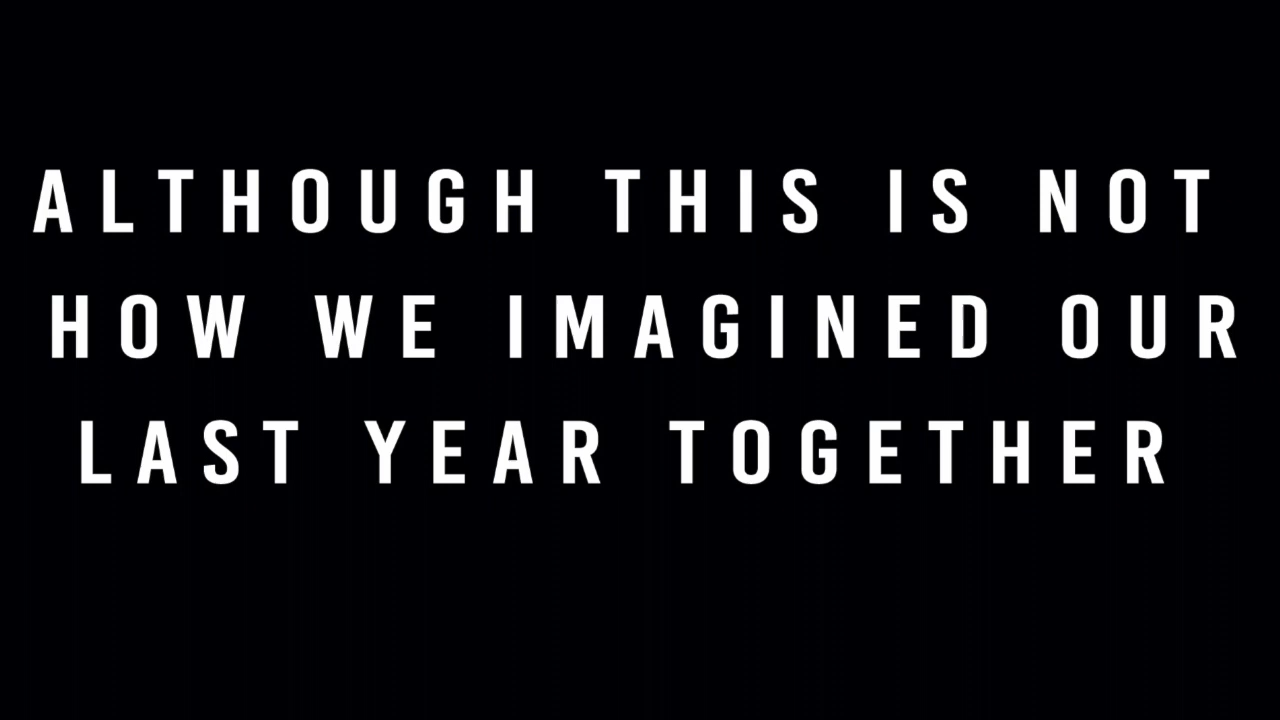 ALTHOUGH THIS IS NOT
HOW WE IMAGINED OUR
LAST YEAR TOGETHER